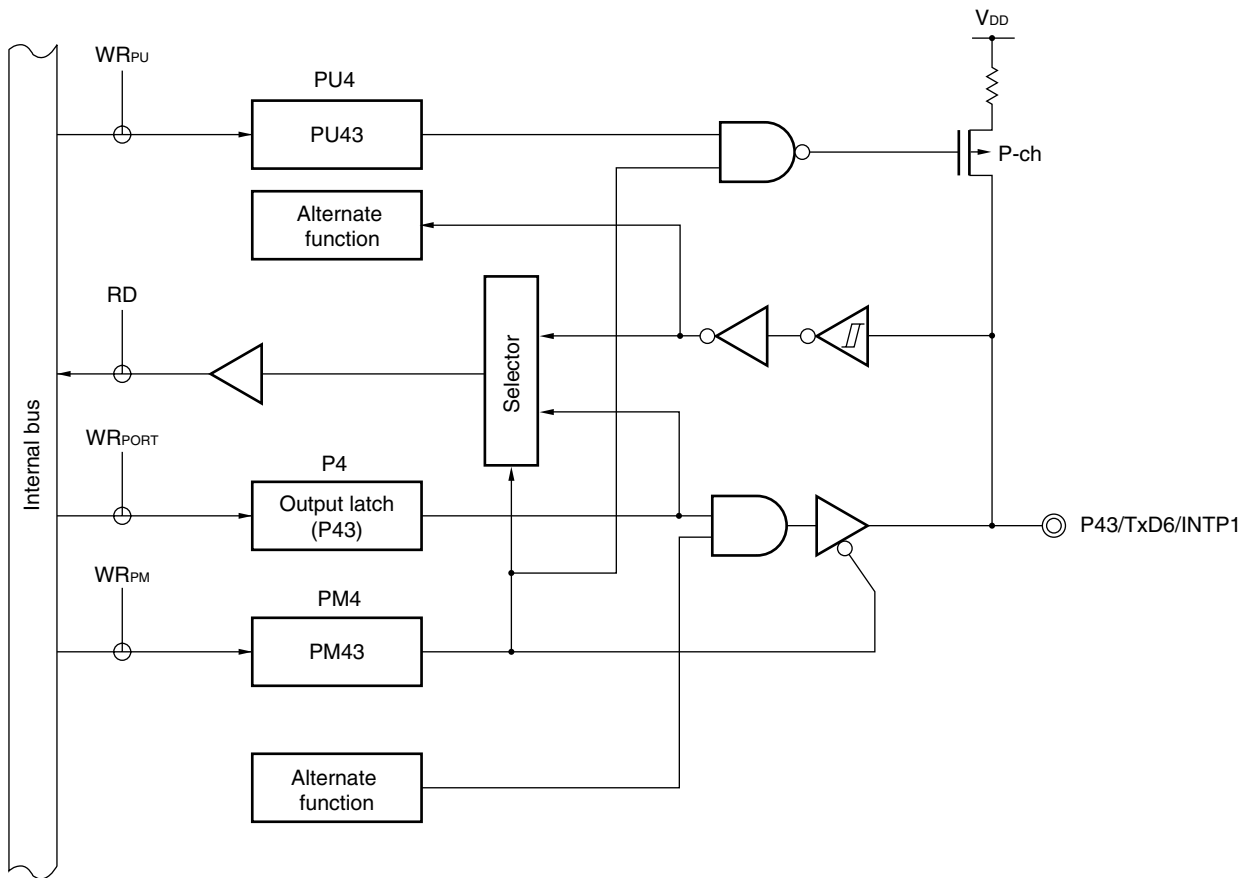 VDD
WRPU
PU4
PU43
P-ch
Alternate
function
RD
Selector
Internal bus
WRPORT
P4
Output latch
(P43)
P43/TxD6/INTP1
WRPM
PM4
PM43
Alternate
function